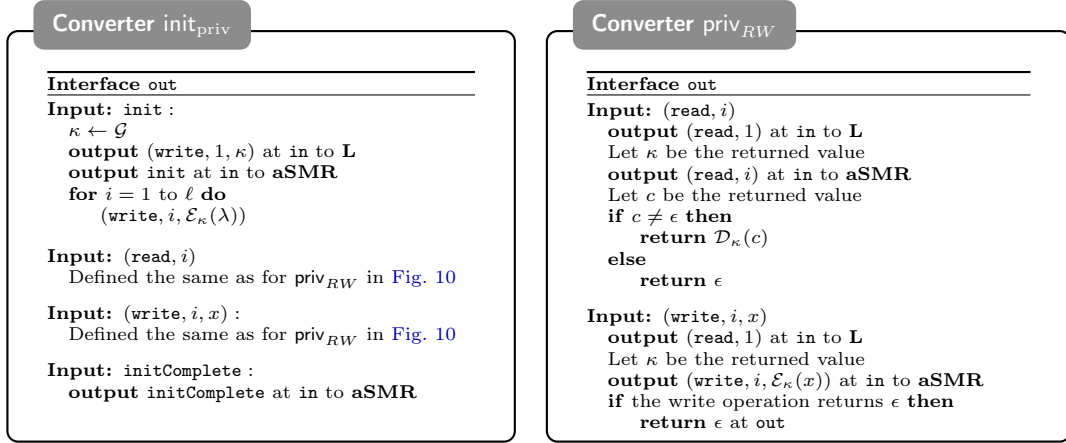 Converter init_priv
Interface out
Input: init :
κ ← 𝒢
output (write, 1, κ) at in to L
output init at in to aSMR
for i = 1 to ℓ do
(write, i, ℰ_κ(λ))
Input: (read, i)
Defined the same as for priv_RW in Fig. 10
Input: (write, i, x) :
Defined the same as for priv_RW in Fig. 10
Input: initComplete :
output initComplete at in to aSMR
Converter priv_RW
Interface out
Input: (read, i)
output (read, 1) at in to L
Let κ be the returned value
output (read, i) at in to aSMR
Let c be the returned value
if c ≠ ϵ then
return 𝒟_κ(c)
else
return ϵ
Input: (write, i, x)
output (read, 1) at in to L
Let κ be the returned value
output (write, i, ℰ_κ(x)) at in to aSMR
if the write operation returns ϵ then
return ϵ at out